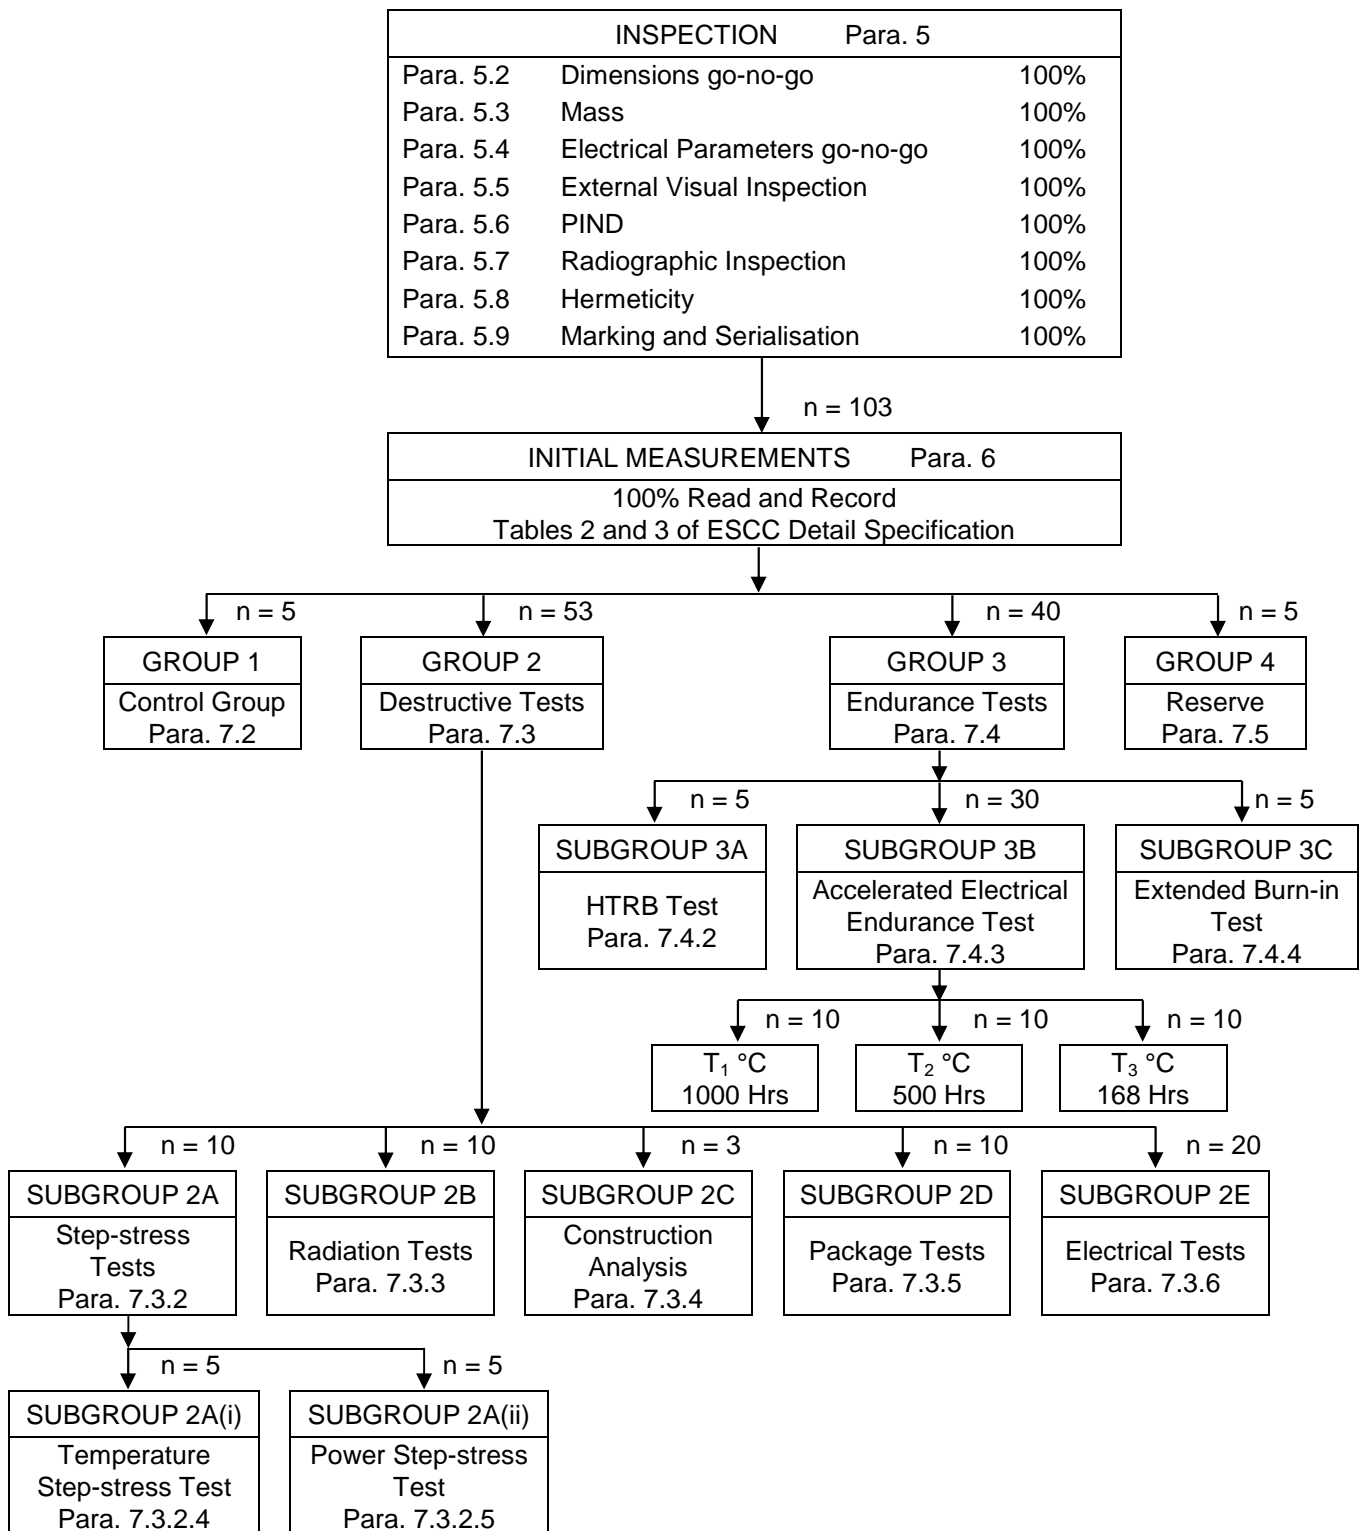 INSPECTION Para. 5
Para. 5.2 Dimensions go-no-go 100%
Para. 5.3 Mass 100%
Para. 5.4 Electrical Parameters go-no-go 100%
Para. 5.5 External Visual Inspection 100%
Para. 5.6 PIND 100%
Para. 5.7 Radiographic Inspection 100%
Para. 5.8 Hermeticity 100%
Para. 5.9 Marking and Serialisation 100%
n = 103
INITIAL MEASUREMENTS Para. 6
100% Read and Record
Tables 2 and 3 of ESCC Detail Specification
n = 5
GROUP 1
Control Group
Para. 7.2
n = 53
GROUP 2
Destructive Tests
Para. 7.3
n = 40
GROUP 3
Endurance Tests
Para. 7.4
n = 5
GROUP 4
Reserve
Para. 7.5
n = 5
SUBGROUP 3A
HTRB Test
Para. 7.4.2
n = 30
SUBGROUP 3B
Accelerated Electrical
Endurance Test
Para. 7.4.3
n = 5
SUBGROUP 3C
Extended Burn-in
Test
Para. 7.4.4
n = 10
T₁ °C
1000 Hrs
n = 10
T₂ °C
500 Hrs
n = 10
T₃ °C
168 Hrs
n = 10
SUBGROUP 2A
Step-stress
Tests
Para. 7.3.2
n = 10
SUBGROUP 2B
Radiation Tests
Para. 7.3.3
n = 3
SUBGROUP 2C
Construction
Analysis
Para. 7.3.4
n = 10
SUBGROUP 2D
Package Tests
Para. 7.3.5
n = 20
SUBGROUP 2E
Electrical Tests
Para. 7.3.6
n = 5
SUBGROUP 2A(i)
Temperature
Step-stress Test
Para. 7.3.2.4
n = 5
SUBGROUP 2A(ii)
Power Step-stress
Test
Para. 7.3.2.5